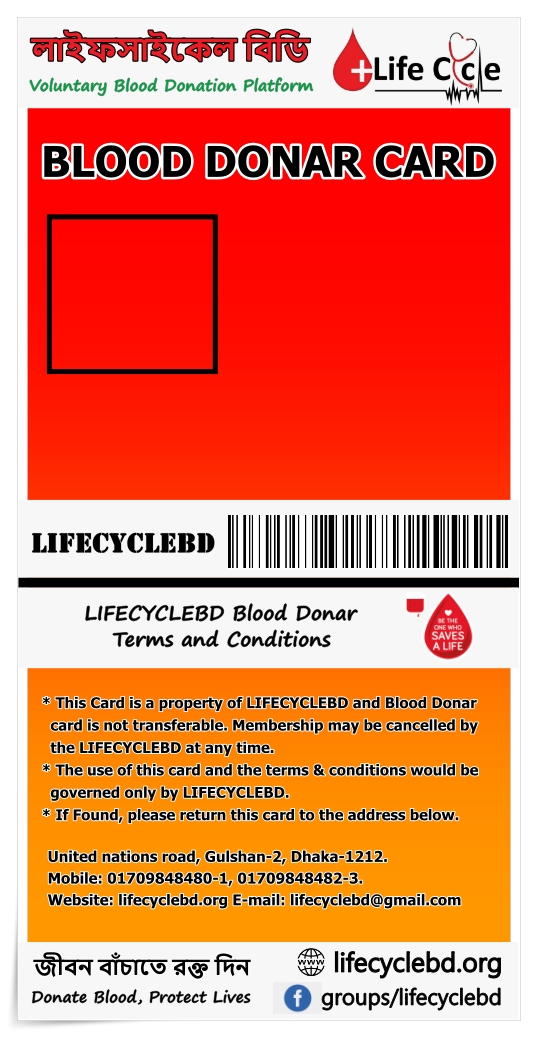 লাইফসাইকেল বিডি
Voluntary Blood Donation Platform
Life Cycle
BLOOD DONAR CARD
LIFECYCLEBD
LIFECYCLEBD Blood Donar
Terms and Conditions
BE THE
ONE WHO
SAVES
A LIFE
* This Card is a property of LIFECYCLEBD and Blood Donar
card is not transferable. Membership may be cancelled by
the LIFECYCLEBD at any time.
* The use of this card and the terms & conditions would be
governed only by LIFECYCLEBD.
* If Found, please return this card to the address below.
United nations road, Gulshan-2, Dhaka-1212.
Mobile: 01709848480-1, 01709848482-3.
Website: lifecyclebd.org E-mail: lifecyclebd@gmail.com
জীবন বাঁচাতে রক্ত দিন
Donate Blood, Protect Lives
www
lifecyclebd.org
f groups/lifecyclebd